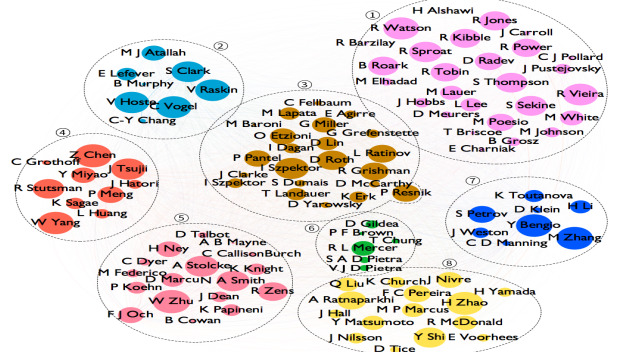 1
H Alshawi
R Jones
R Watson
J Carroll
R Kibble
R Barzilay
R Power
R Sproat
C J Pollard
D Radev
B Roark
J Pustejovsky
R Tobin
M Elhadad
S Thompson
M Lauer
R Vieira
J Hobbs
L Lee
S Sekine
D Meurers
M White
M Poesio
T Briscoe
M Johnson
B Grosz
E Charniak
2
M J Atallah
E Lefever
S Clark
B Murphy
V Raskin
V Hoste
C Vogel
C-Y Chang
3
C Fellbaum
M Lapata
E Agirre
M Baroni
G Miller
O Etzioni
G Grefenstette
D Lin
I Dagan
L Ratinov
P Pantel
D Roth
I Szpektor
R Grishman
J Clarke
I Szpektor
S Dumais
D McCarthy
T Landauer
K Erk
P Resnik
D Yarowsky
4
Z Chen
C Grothoff
J Tsujii
Y Miyao
R Stutsman
J Hatori
P Meng
K Sagae
L Huang
W Yang
5
D Talbot
A B Mayne
H Ney
C CallisonBurch
C Dyer
A Stolcke
K Knight
M Federico
D Marcu
N A Smith
P Koehn
R Zens
J Dean
W Zhu
K Papineni
F J Och
B Cowan
6
D Gildea
P F Brown
T Chung
R L Mercer
S A D Pietra
V J D Pietra
7
K Toutanova
S Petrov
D Klein
H Li
J Weston
Y Bengio
C D Manning
M Zhang
8
Q Liu
K Church
J Nivre
F C Pereira
H Yamada
A Ratnaparkhi
H Zhao
J Hall
M P Marcus
Y Matsumoto
R McDonald
J Nilsson
Y Shi
E Voorhees
D Tice